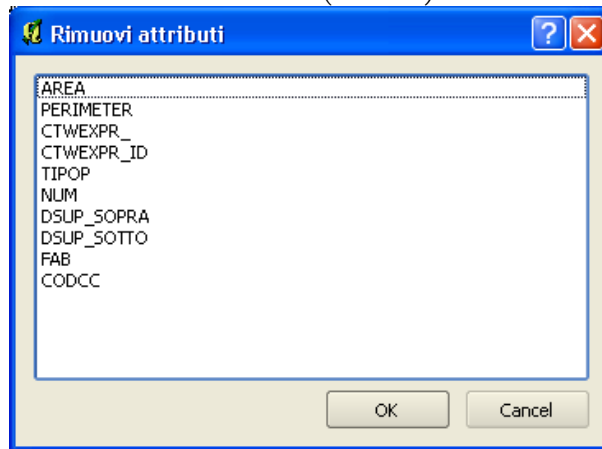 Rimuovi attributi
AREA
PERIMETER
CTWEXPR_
CTWEXPR_ID
TIPOP
NUM
DSUP_SOPRA
DSUP_SOTTO
FAB
CODCC
OK
Cancel